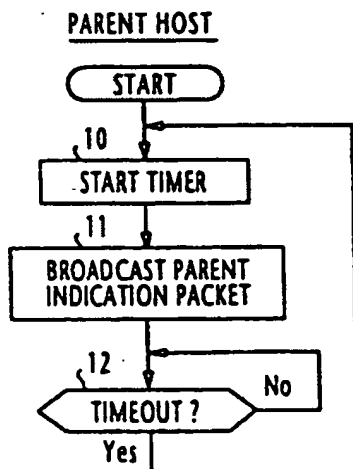 PARENT HOST
START
10
START TIMER
11
BROADCAST PARENT
INDICATION PACKET
12
TIMEOUT ?
No
Yes